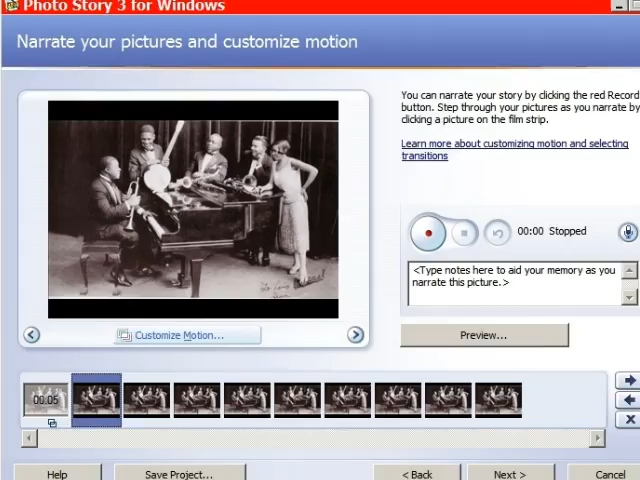 Photo Story 3 for Windows
Narrate your pictures and customize motion
You can narrate your story by clicking the red Record
button. Step through your pictures as you narrate by
clicking a picture on the film strip.
Learn more about customizing motion and selecting
transitions
00:00 Stopped
<Type notes here to aid your memory as you
narrate this picture.>
Customize Motion...
Preview...
00:05
Help
Save Project...
< Back
Next >
Cancel